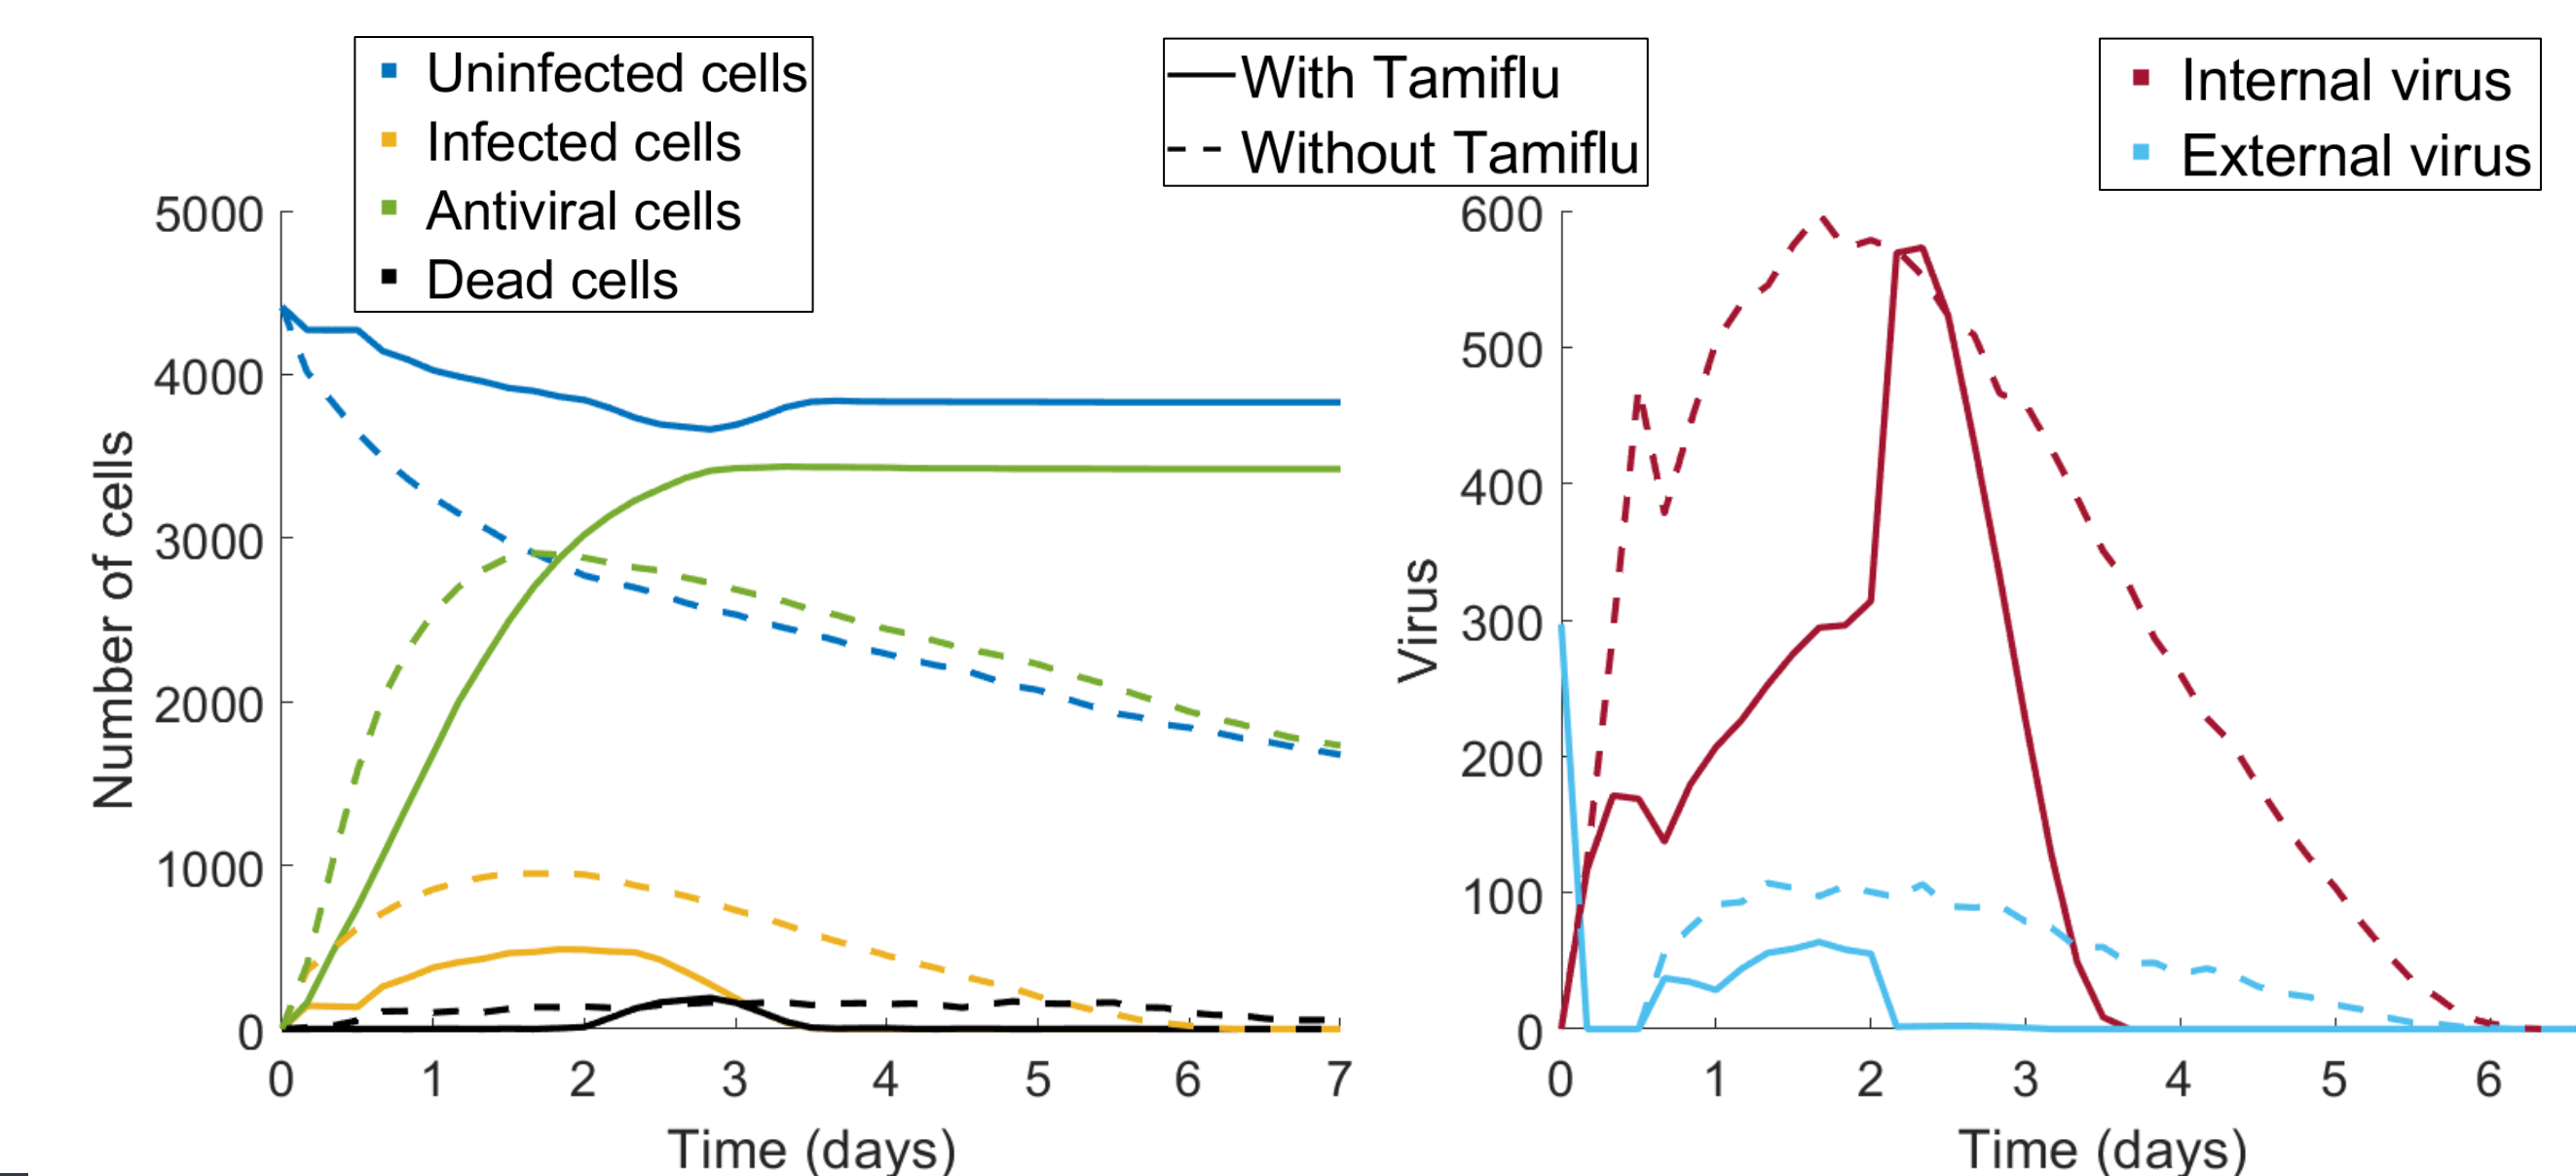 Uninfected cells
Infected cells
Antiviral cells
Dead cells
With Tamiflu
Without Tamiflu
Internal virus
External virus
5000
4000
3000
2000
1000
0
Number of cells
0 1 2 3 4 5 6 7
Time (days)
600
500
400
300
200
100
0
Virus
0 1 2 3 4 5 6
Time (days)